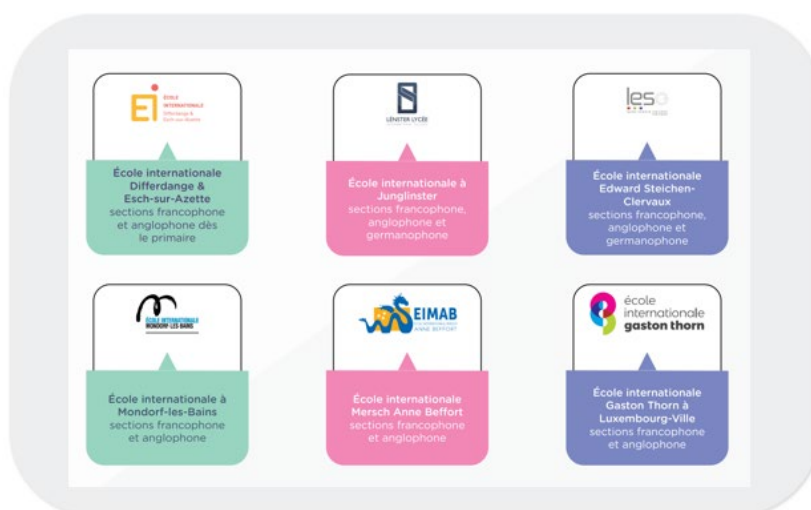 ÉCOLE
INTERNATIONALE
Differdange &
Esch-sur-Alzette
École internationale
Differdange &
Esch-sur-Azette
sections francophone
et anglophone dès
le primaire
LËNSTER LYCÉE
École internationale à
Junglinster
sections francophone,
anglophone et
germanophone
les
École internationale
Edward Steichen-
Clervaux
sections francophone,
anglophone et
germanophone
ÉCOLE INTERNATIONALE
MONDORF-LES-BAINS
École internationale à
Mondorf-les-Bains
sections francophone
et anglophone
EIMAB
ANNE BEFFORT
École internationale
Mersch Anne Beffort
sections francophone
et anglophone
école
internationale
gaston thorn
École internationale
Gaston Thorn à
Luxembourg-Ville
sections francophone
et anglophone